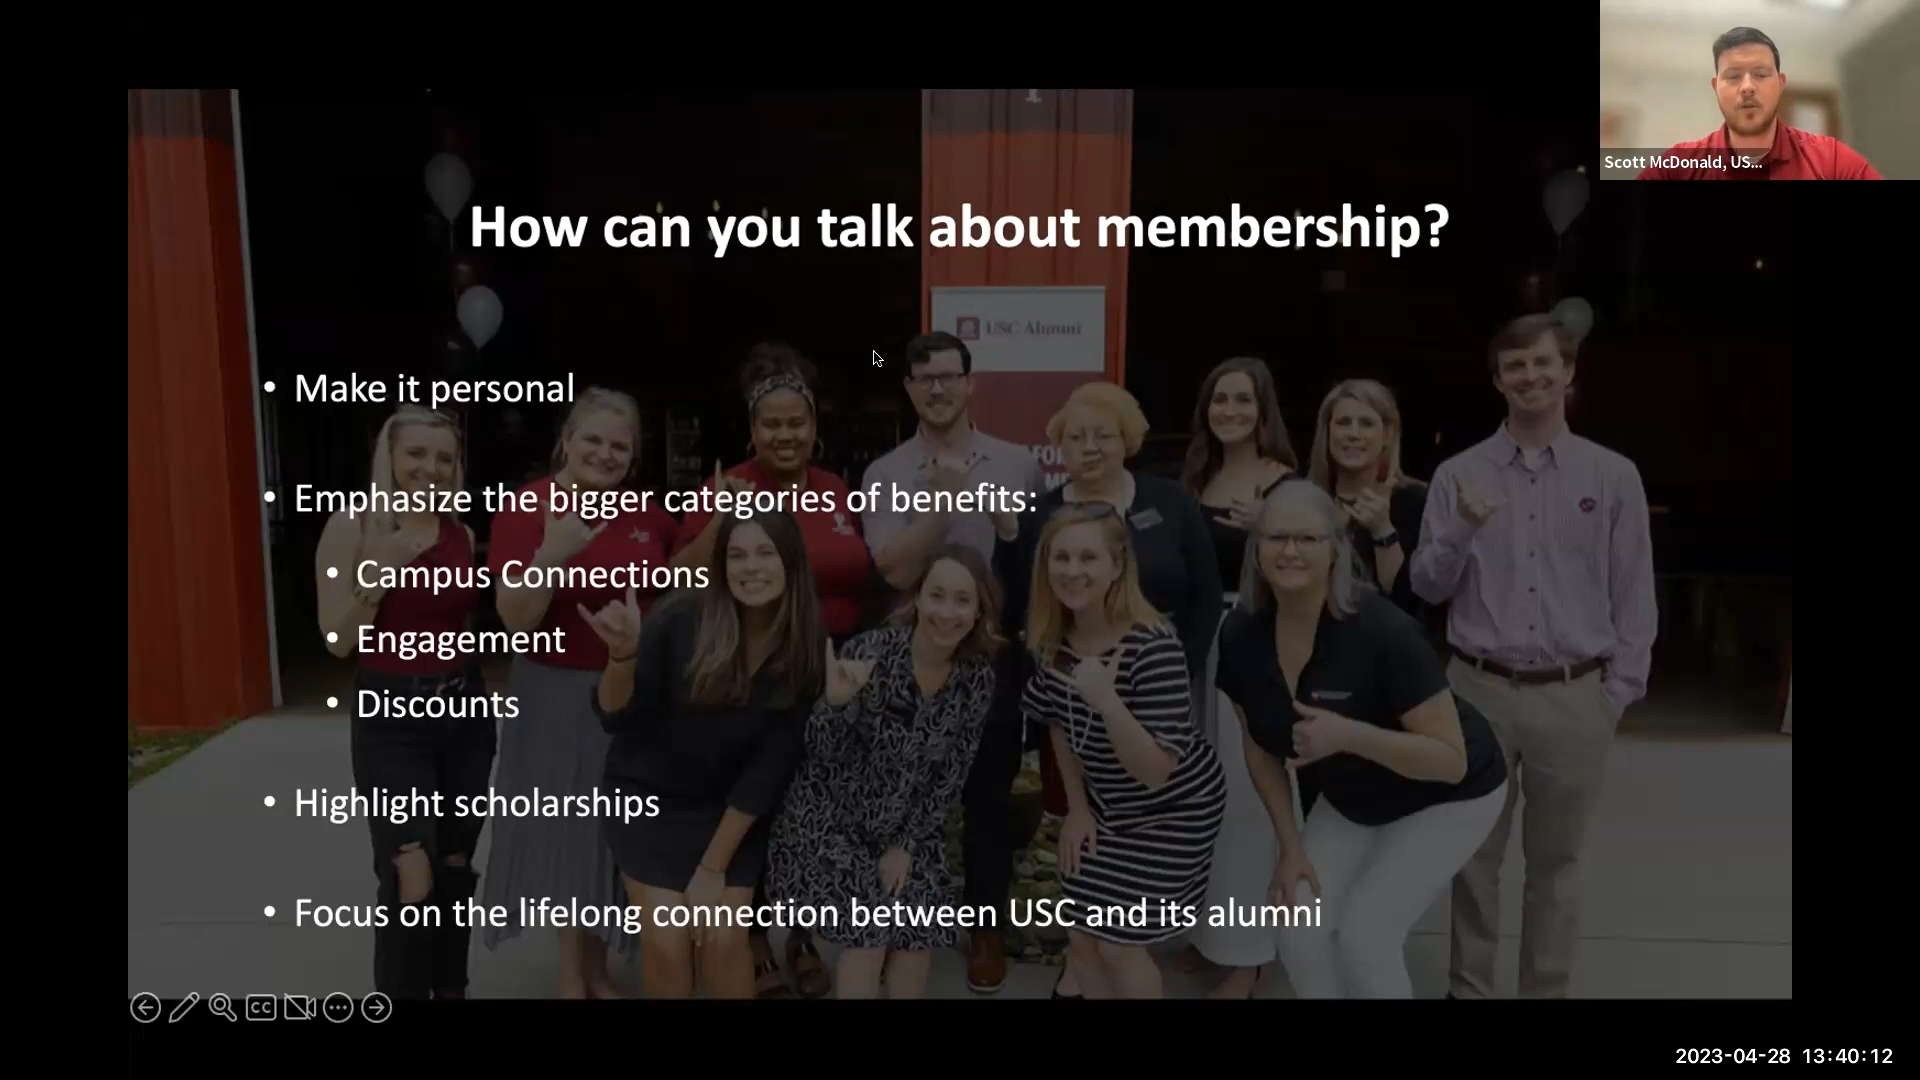 Scott McDonald, US...
How can you talk about membership?
USC Alumni
• Make it personal
• Emphasize the bigger categories of benefits:
• Campus Connections
• Engagement
• Discounts
• Highlight scholarships
• Focus on the lifelong connection between USC and its alumni
CC
2023-04-28 13:40:12